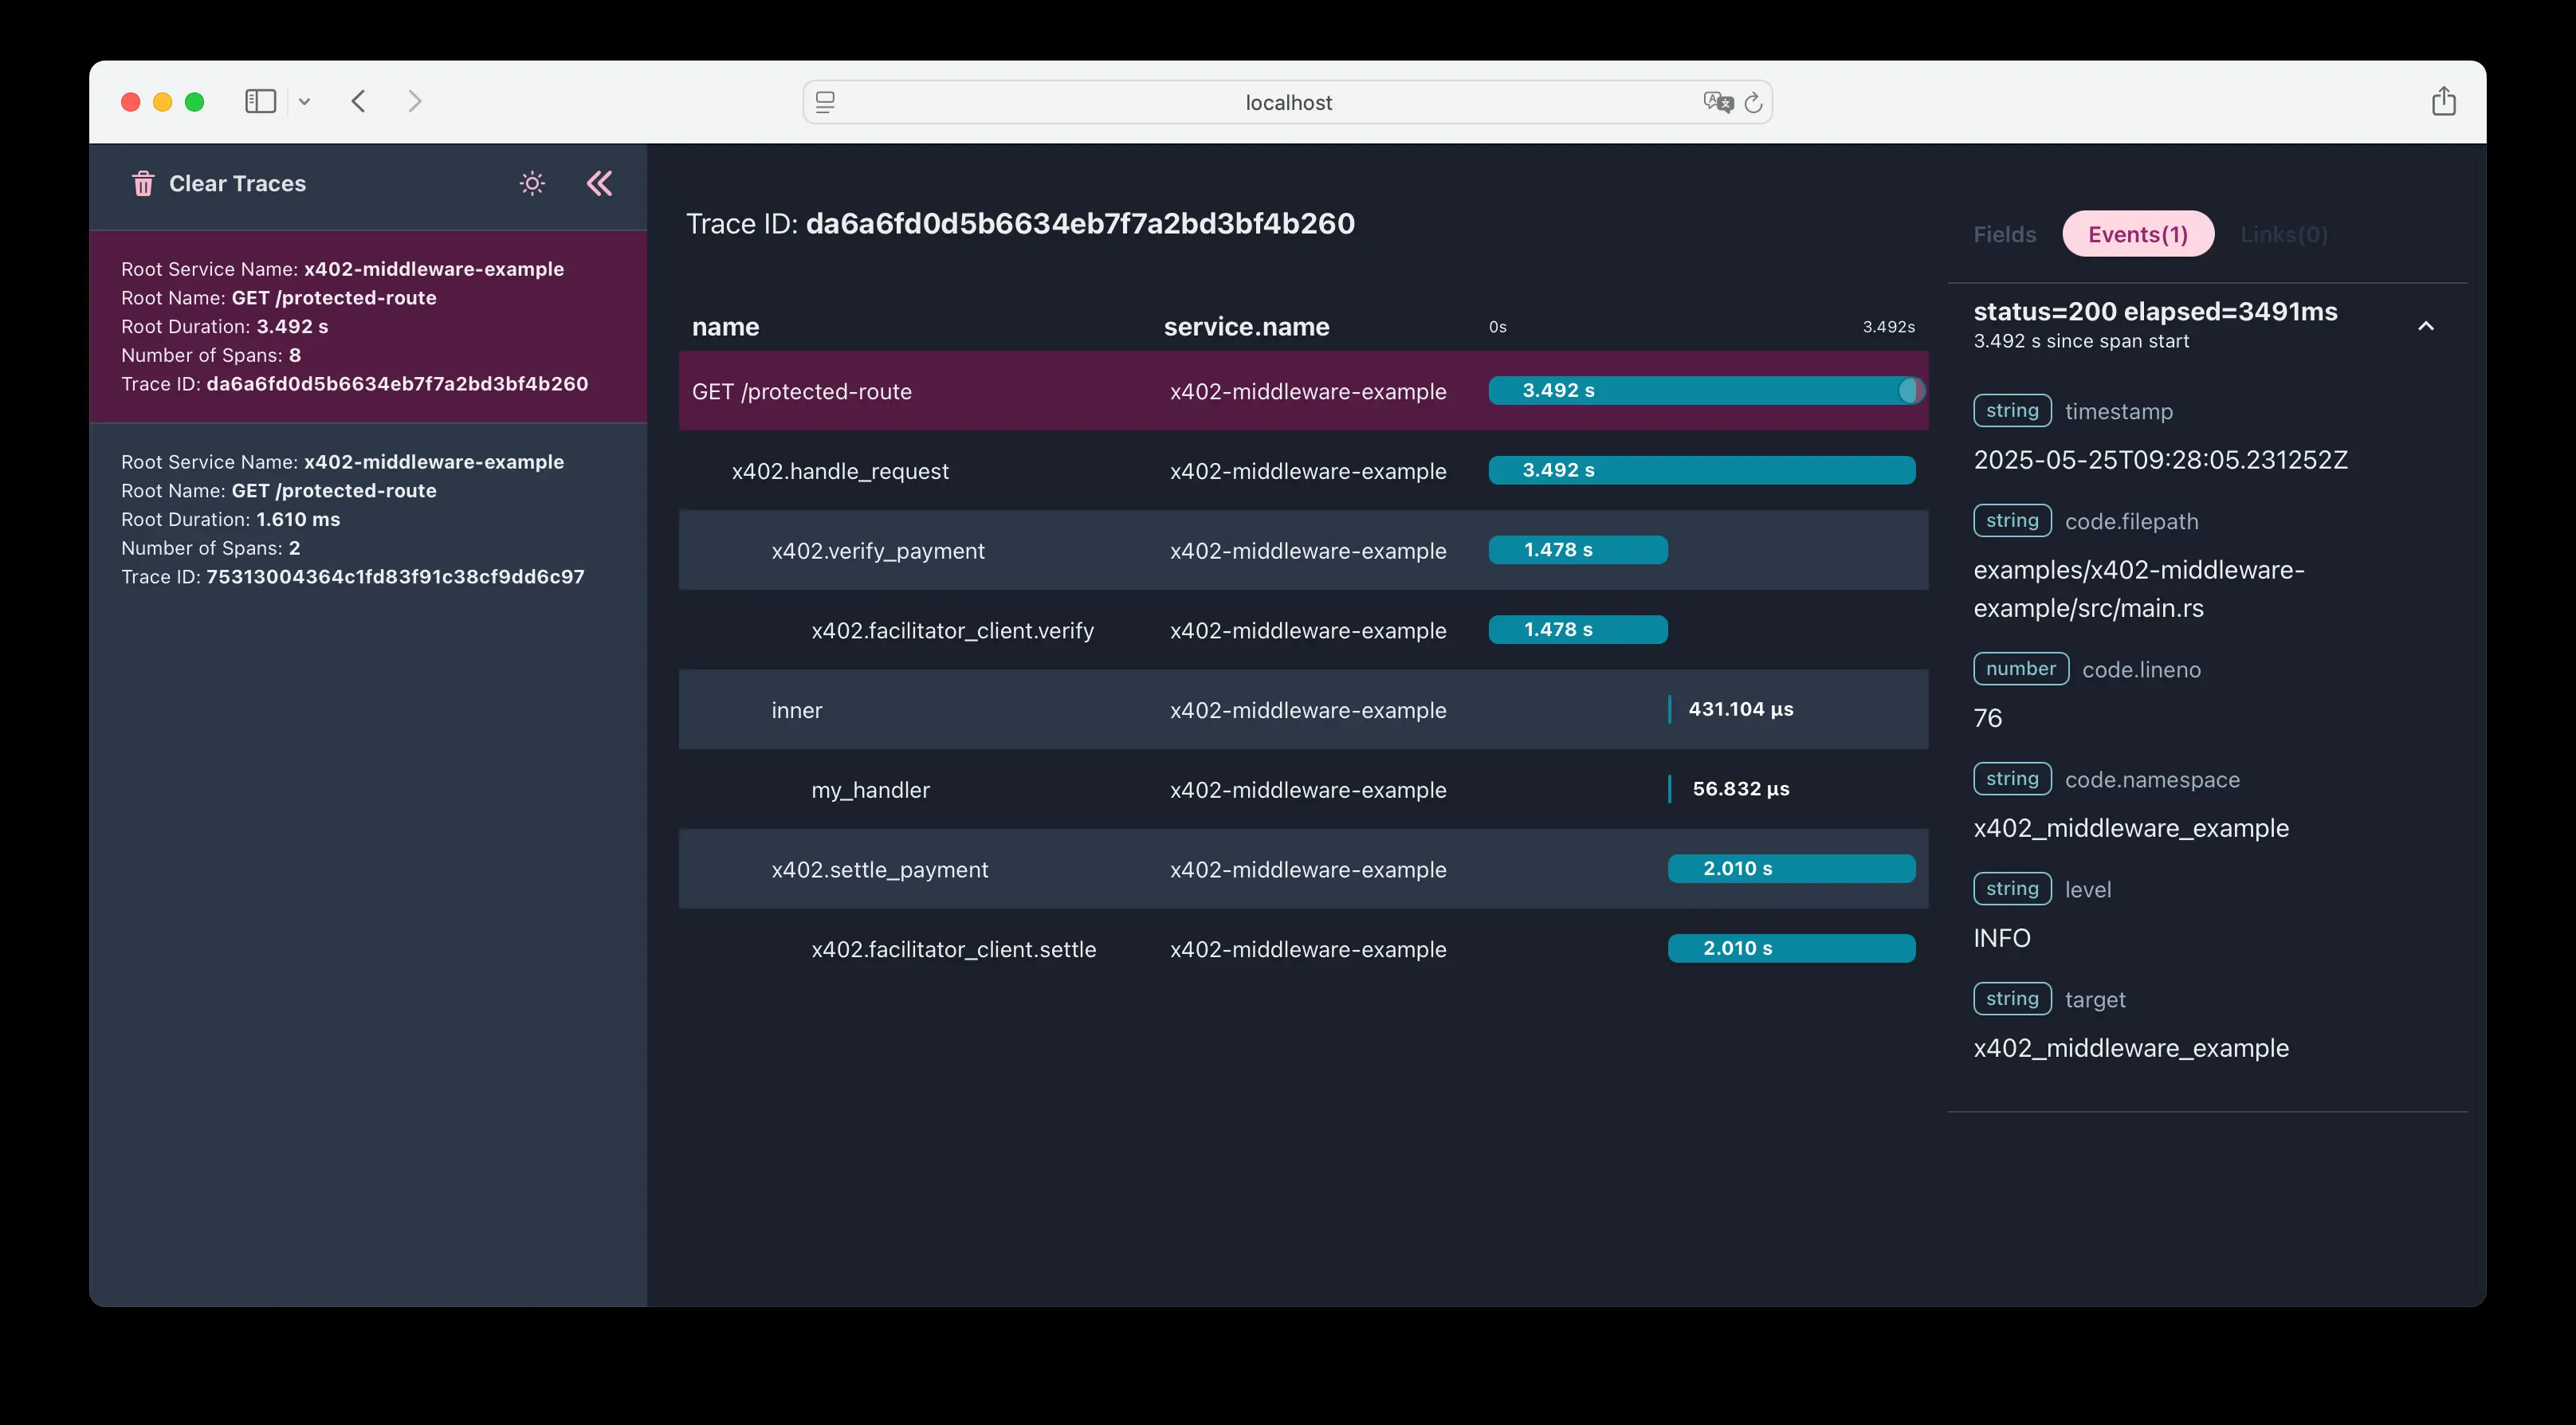 localhost
Clear Traces
Root Service Name: x402-middleware-example
Root Name: GET /protected-route
Root Duration: 3.492 s
Number of Spans: 8
Trace ID: da6a6fd0d5b6634eb7f7a2bd3bf4b260
Root Service Name: x402-middleware-example
Root Name: GET /protected-route
Root Duration: 1.610 ms
Number of Spans: 2
Trace ID: 75313004364c1fd83f91c38cf9dd6c97
Trace ID: da6a6fd0d5b6634eb7f7a2bd3bf4b260
name service.name 0s 3.492s
GET /protected-route x402-middleware-example 3.492 s
x402.handle_request x402-middleware-example 3.492 s
x402.verify_payment x402-middleware-example 1.478 s
x402.facilitator_client.verify x402-middleware-example 1.478 s
inner x402-middleware-example 431.104 μs
my_handler x402-middleware-example 56.832 μs
x402.settle_payment x402-middleware-example 2.010 s
x402.facilitator_client.settle x402-middleware-example 2.010 s
Fields Events(1) Links(0)
status=200 elapsed=3491ms
3.492 s since span start
string timestamp
2025-05-25T09:28:05.231252Z
string code.filepath
examples/x402-middleware-
example/src/main.rs
number code.lineno
76
string code.namespace
x402_middleware_example
string level
INFO
string target
x402_middleware_example